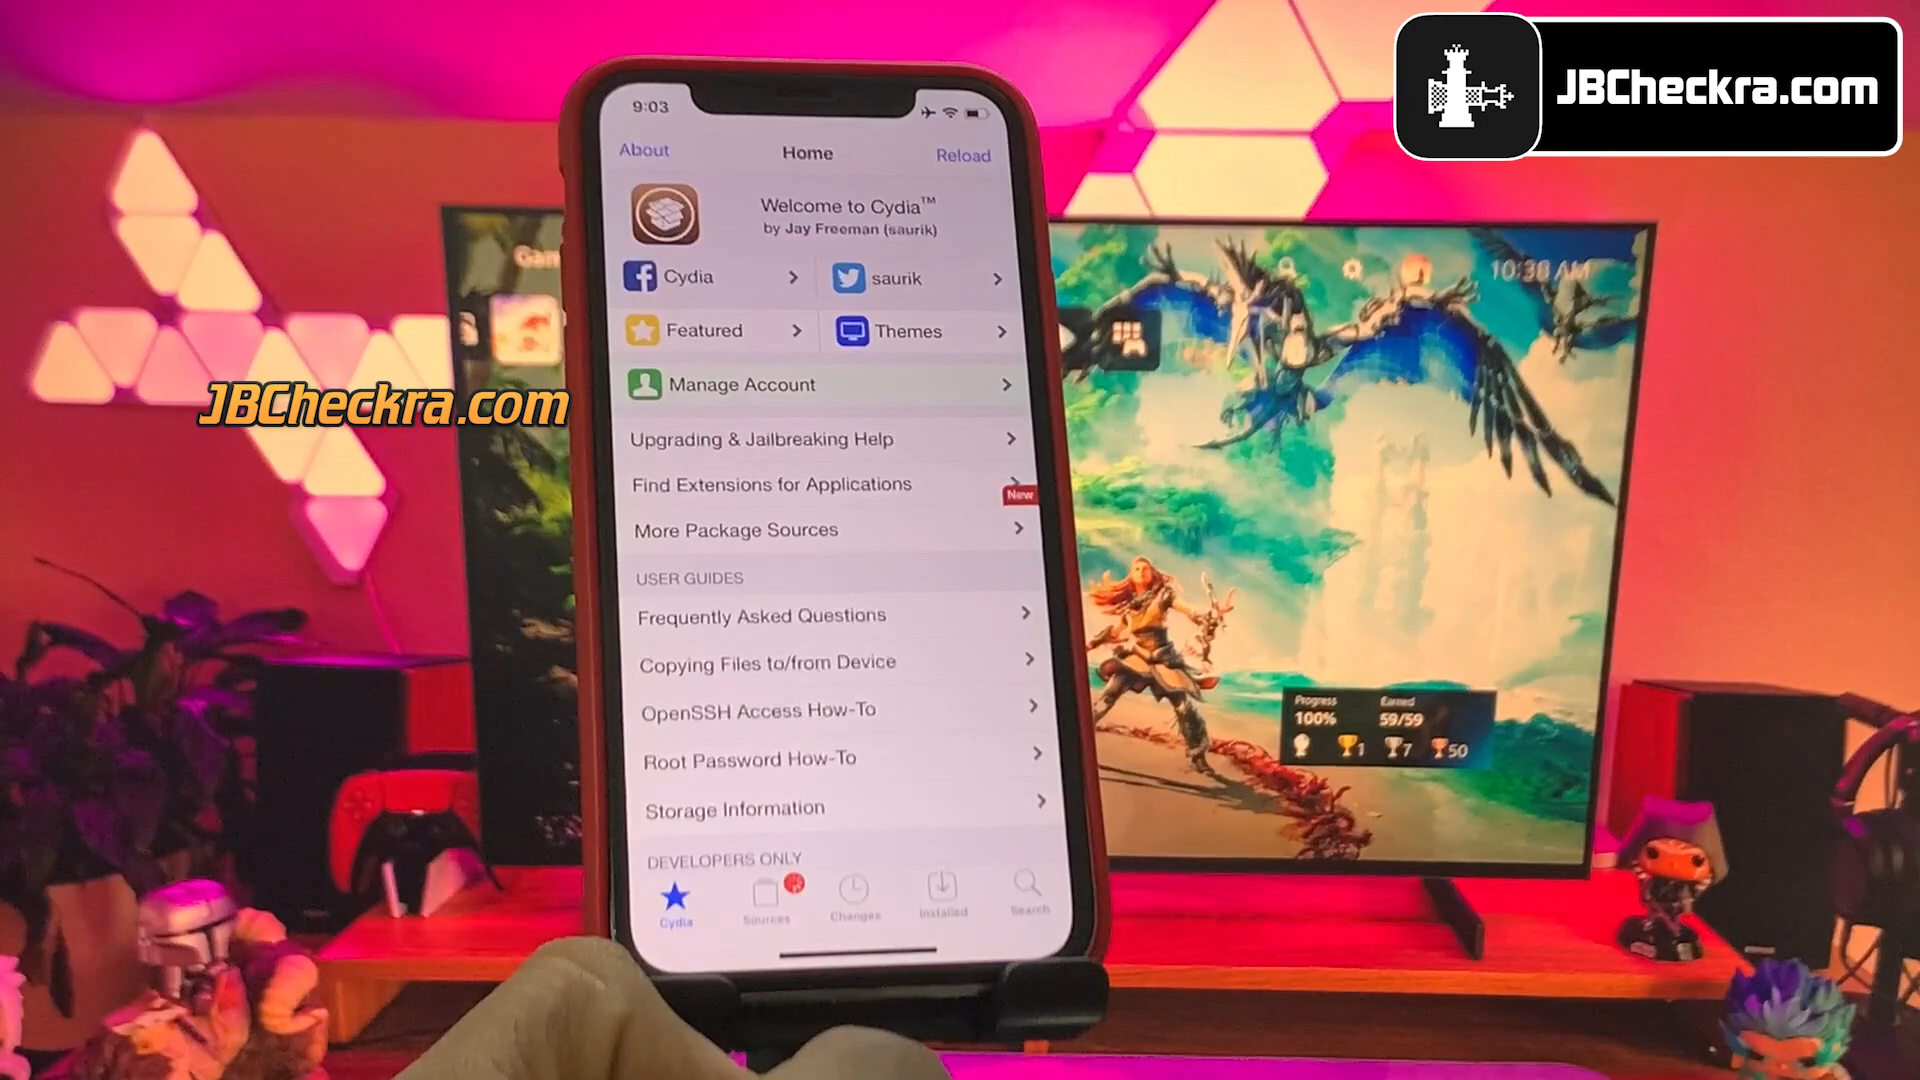 JBCheckra.com
JBCheckra.com
9:03
About
Home
Reload
Welcome to Cydia™
by Jay Freeman (saurik)
Cydia
saurik
Featured
Themes
Manage Account
Upgrading & Jailbreaking Help
Find Extensions for Applications
New
More Package Sources
USER GUIDES
Frequently Asked Questions
Copying Files to/from Device
OpenSSH Access How-To
Root Password How-To
Storage Information
DEVELOPERS ONLY
Cydia
Sources
Changes
Installed
Search
10:38 AM
Progress
Earned
100%
59/59
1
7
50